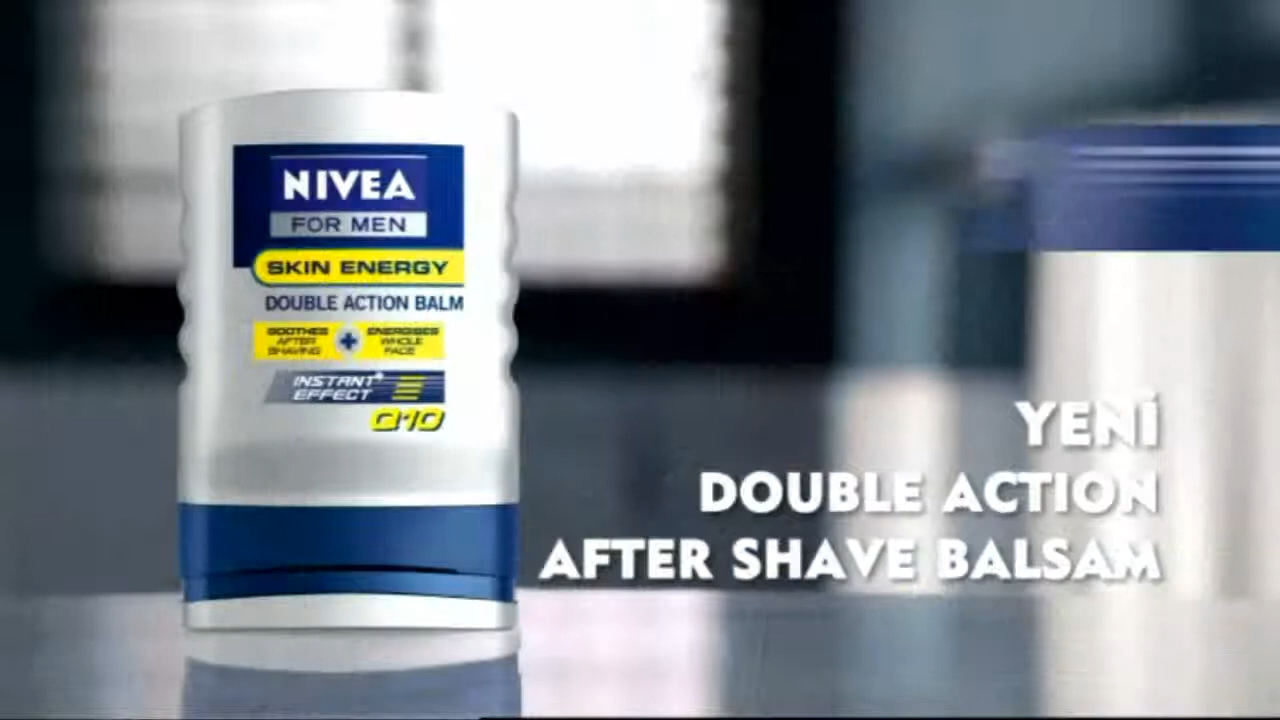 NIVEA
FOR MEN
SKIN ENERGY
DOUBLE ACTION BALM
SOOTHES
AFTER
SHAVING
+
ENERGISES
WHOLE
FACE
INSTANT
EFFECT
Q10
YENİ
DOUBLE ACTION
AFTER SHAVE BALSAM